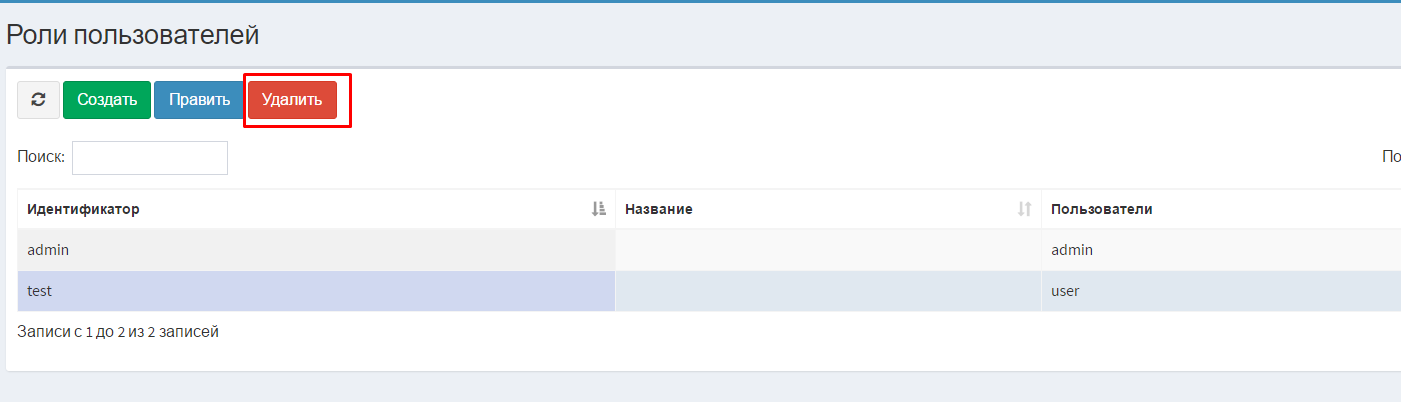 Роли пользователей
Создать Править Удалить
Поиск:
Идентификатор Название Пользователи
admin admin
test user
Записи с 1 до 2 из 2 записей